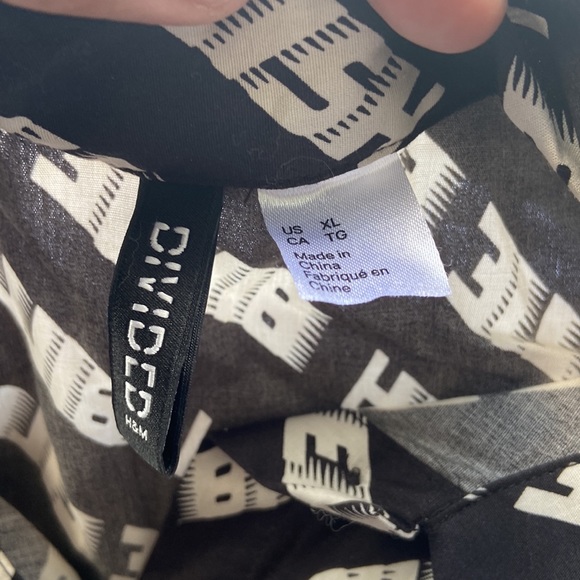 DIVIDED
H&M
US XL
CA TG
Made in
China
Fabriqué en
Chine